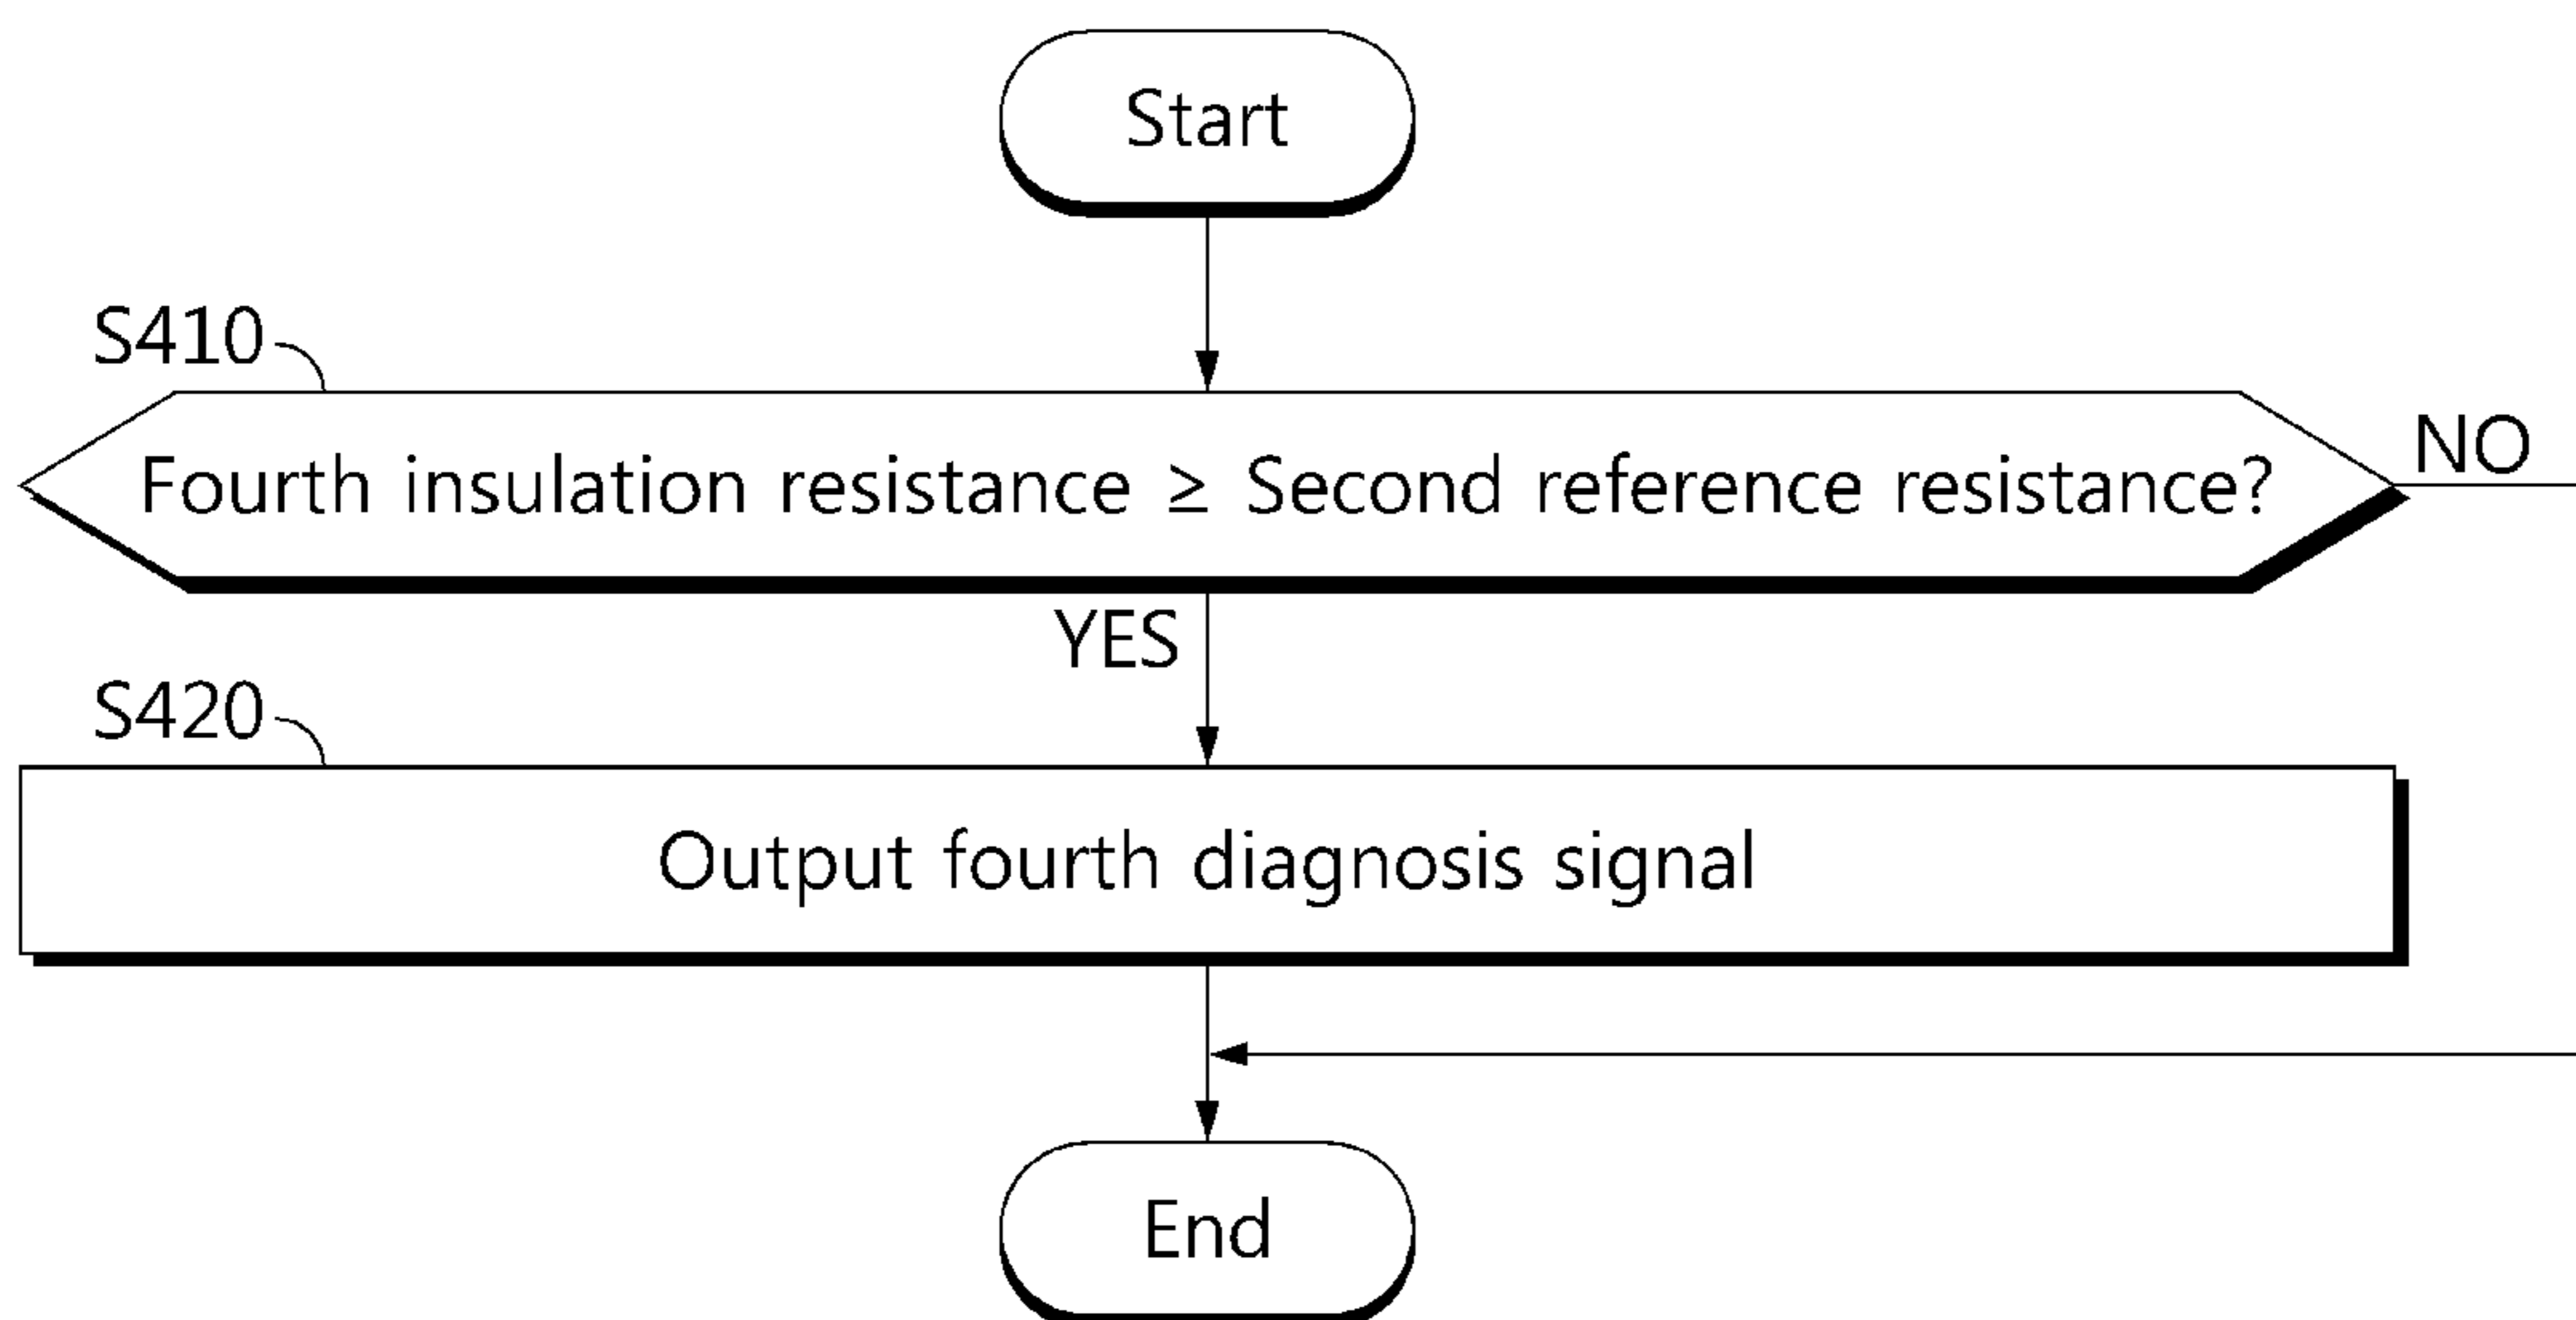 Start
S410
Fourth insulation resistance ≥ Second reference resistance?
NO
YES
S420
Output fourth diagnosis signal
End